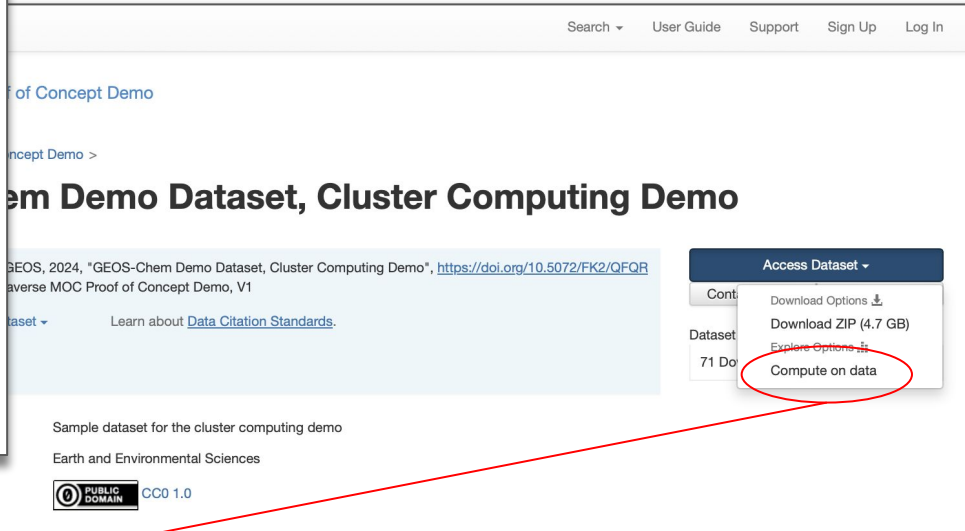 Search User Guide Support Sign Up Log In
of Concept Demo
ncept Demo >
em Demo Dataset, Cluster Computing Demo
GEOS, 2024, "GEOS-Chem Demo Dataset, Cluster Computing Demo", https://doi.org/10.5072/FK2/QFQR
averse MOC Proof of Concept Demo, V1
taset Learn about Data Citation Standards.
Access Dataset
Cont
Download Options
Download ZIP (4.7 GB)
Dataset
Explore Options
71 Do
Compute on data
Sample dataset for the cluster computing demo
Earth and Environmental Sciences
PUBLIC DOMAIN CC0 1.0